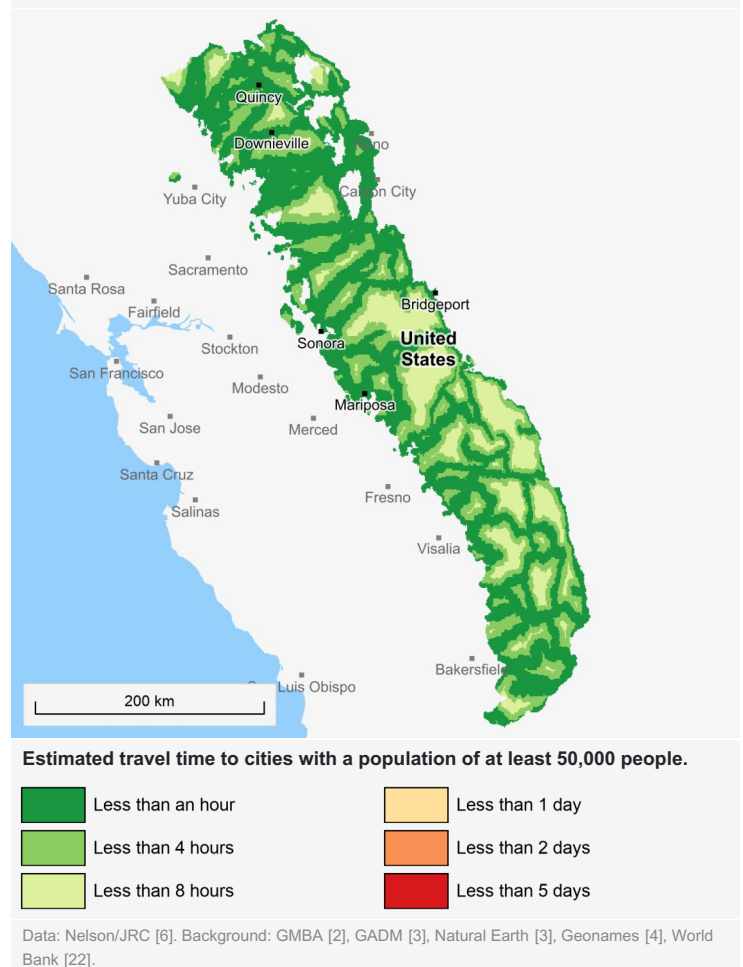 Quincy
Downieville
Yuba City
Sacramento
Santa Rosa
Fairfield
Bridgeport
Stockton
Sonora
United
States
San Francisco
Modesto
Mariposa
San Jose
Merced
Santa Cruz
Fresno
Salinas
Visalia
Luis Obispo
200 km
Estimated travel time to cities with a population of at least 50,000 people.
Less than an hour
Less than 1 day
Less than 4 hours
Less than 2 days
Less than 8 hours
Less than 5 days
Data: Nelson/JRC [6]. Background: GMBA [2], GADM [3], Natural Earth [3], Geonames [4], World
Bank [22].